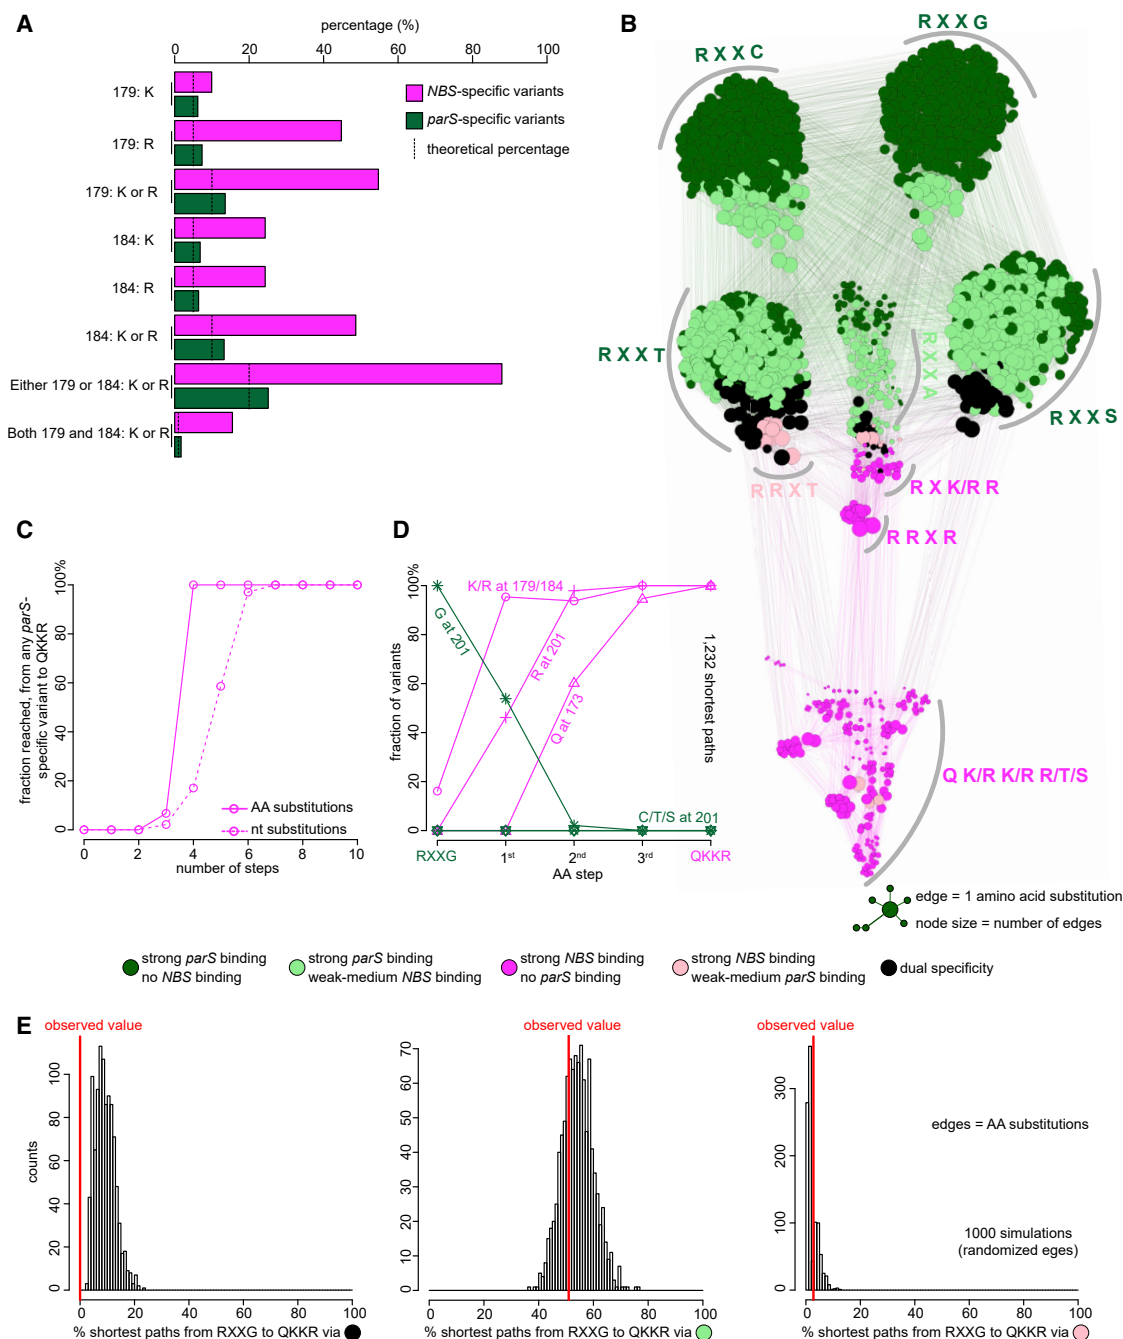 A
percentage (%)
0 20 40 60 80 100
179: K
179: R
179: K or R
184: K
184: R
184: K or R
Either 179 or 184: K or R
Both 179 and 184: K or R
NBS-specific variants
parS-specific variants
theoretical percentage
B
RXXC
RXXG
RXXT
RXXA
RXXS
RRXT
RXK/RR
RRXR
Q K/R K/R R/T/S
edge = 1 amino acid substitution
node size = number of edges
C
fraction reached, from any parS-
specific variant to QKKR
0 20 40 60 80 100%
AA substitutions
nt substitutions
0 2 4 6 8 10
number of steps
D
fraction of variants
0 20 40 60 80 100%
K/R at 179/184
G at 201
R at 201
Q at 173
C/T/S at 201
1,232 shortest paths
RXXG 1st 2nd 3rd QKKR
AA step
strong parS binding
no NBS binding
strong parS binding
weak-medium NBS binding
strong NBS binding
no parS binding
strong NBS binding
weak-medium parS binding
dual specificity
E
observed value
counts
0 20 40 60 80 100
0 20 40 60 80 100
% shortest paths from RXXG to QKKR via
observed value
0 10 20 30 40 50 60 70
0 20 40 60 80 100
% shortest paths from RXXG to QKKR via
observed value
0 100 200 300
edges = AA substitutions
1000 simulations
(randomized eges)
0 20 40 60 80 100
% shortest paths from RXXG to QKKR via